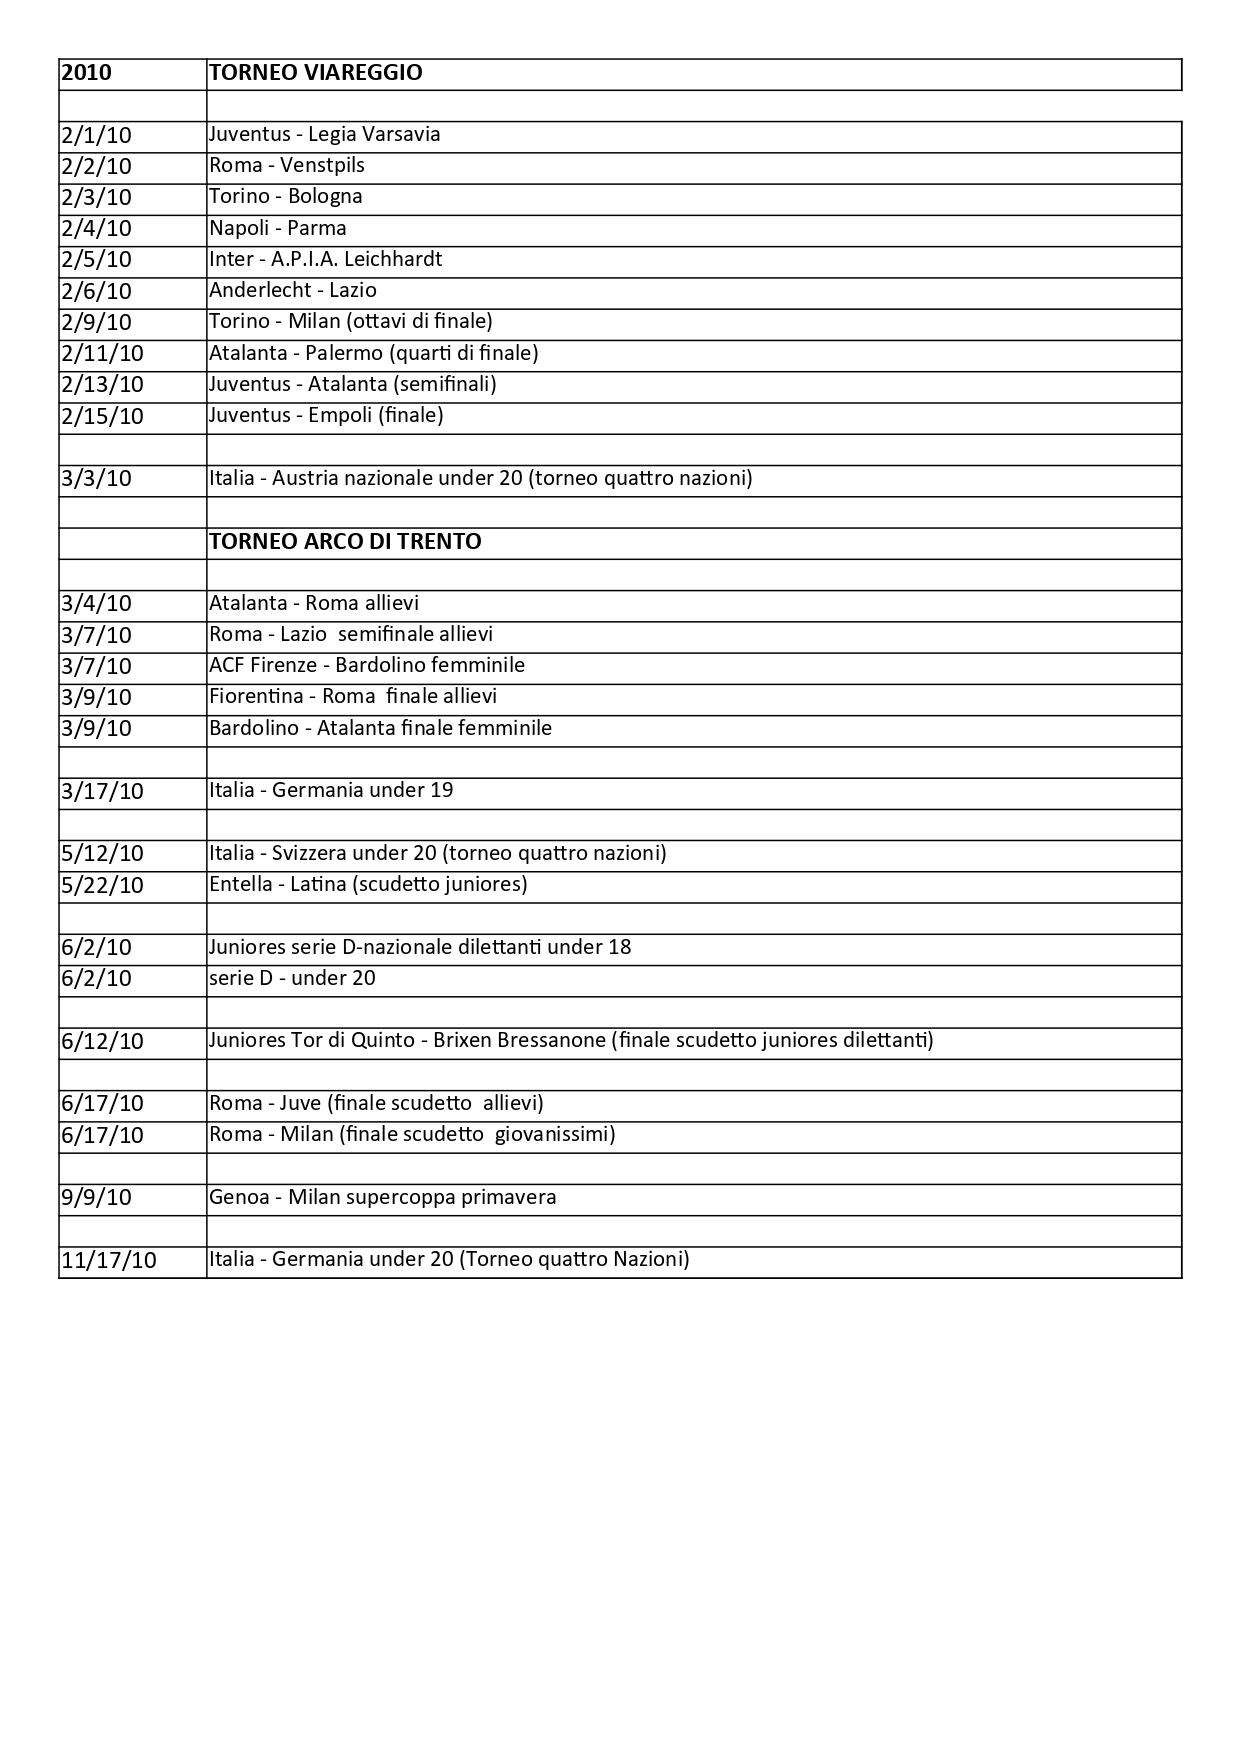 2010 TORNEO VIAREGGIO
2/1/10 Juventus - Legia Varsavia
2/2/10 Roma - Venstpils
2/3/10 Torino - Bologna
2/4/10 Napoli - Parma
2/5/10 Inter - A.P.I.A. Leichhardt
2/6/10 Anderlecht - Lazio
2/9/10 Torino - Milan (ottavi di finale)
2/11/10 Atalanta - Palermo (quarti di finale)
2/13/10 Juventus - Atalanta (semifinali)
2/15/10 Juventus - Empoli (finale)
3/3/10 Italia - Austria nazionale under 20 (torneo quattro nazioni)
TORNEO ARCO DI TRENTO
3/4/10 Atalanta - Roma allievi
3/7/10 Roma - Lazio  semifinale allievi
3/7/10 ACF Firenze - Bardolino femminile
3/9/10 Fiorentina - Roma  finale allievi
3/9/10 Bardolino - Atalanta finale femminile
3/17/10 Italia - Germania under 19
5/12/10 Italia - Svizzera under 20 (torneo quattro nazioni)
5/22/10 Entella - Latina (scudetto juniores)
6/2/10 Juniores serie D-nazionale dilettanti under 18
6/2/10 serie D - under 20
6/12/10 Juniores Tor di Quinto - Brixen Bressanone (finale scudetto juniores dilettanti)
6/17/10 Roma - Juve (finale scudetto  allievi)
6/17/10 Roma - Milan (finale scudetto  giovanissimi)
9/9/10 Genoa - Milan supercoppa primavera
11/17/10 Italia - Germania under 20 (Torneo quattro Nazioni)